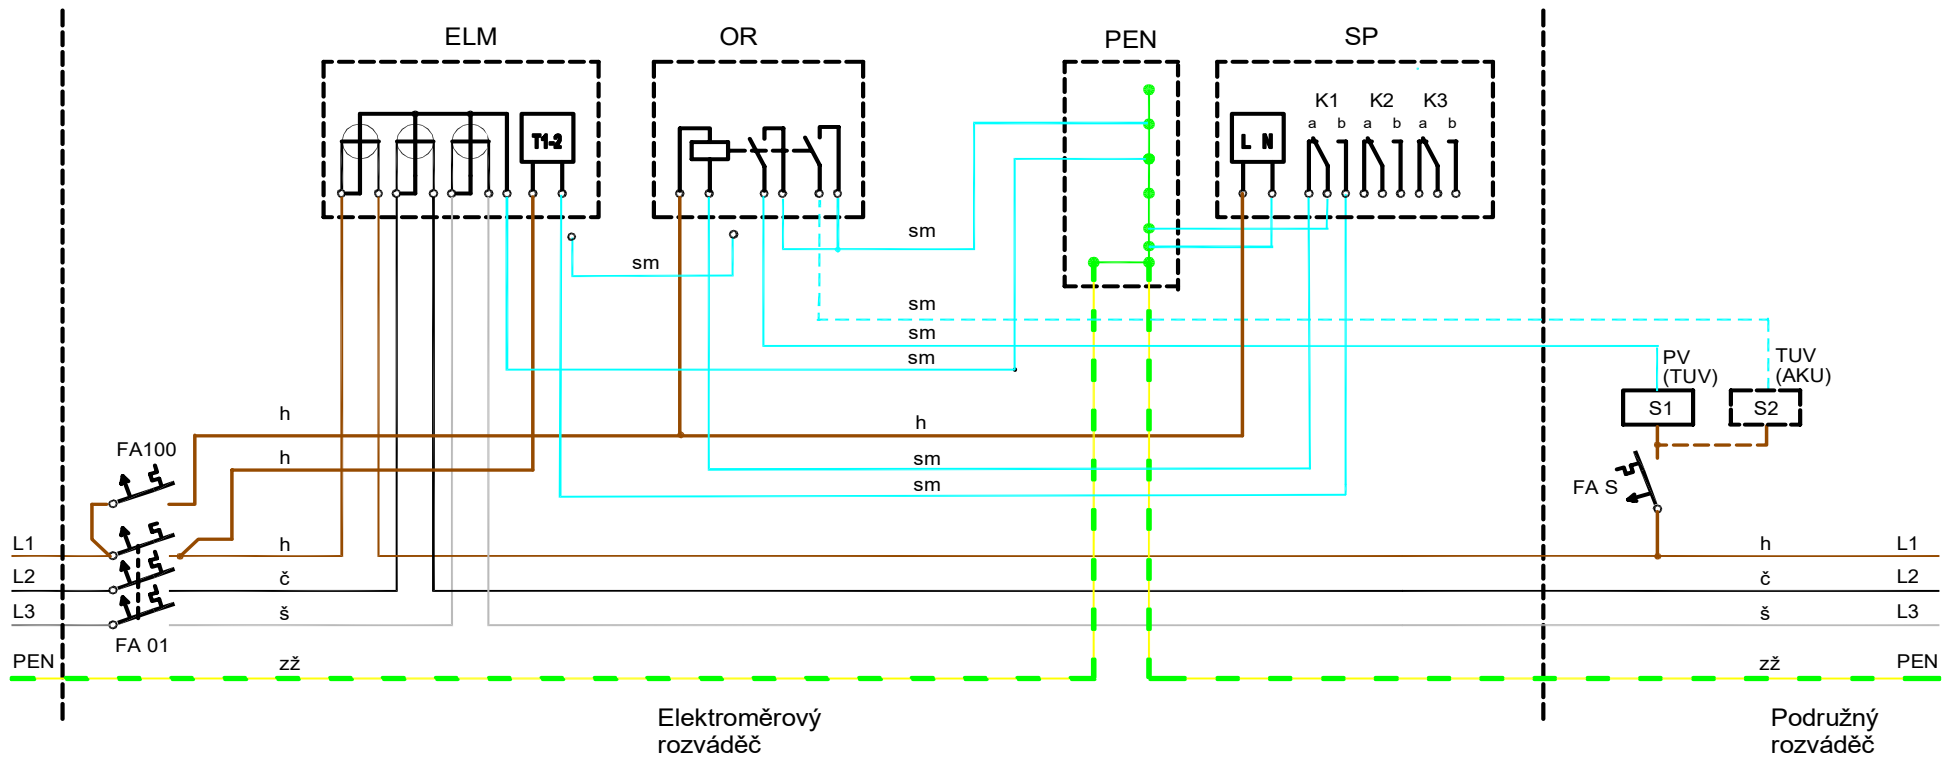 ELM
OR
PEN
SP
T1-2
L N
K1 K2 K3
a b a b a b
sm
sm
sm
sm
sm
PV
(TUV)
TUV
(AKU)
S1
S2
h
h
FA100
h
sm
sm
FA S
L1
h
h
L1
L2
č
č
L2
L3
š
š
L3
FA 01
PEN
zž
zž
PEN
Elektroměrový
rozváděč
Podružný
rozváděč